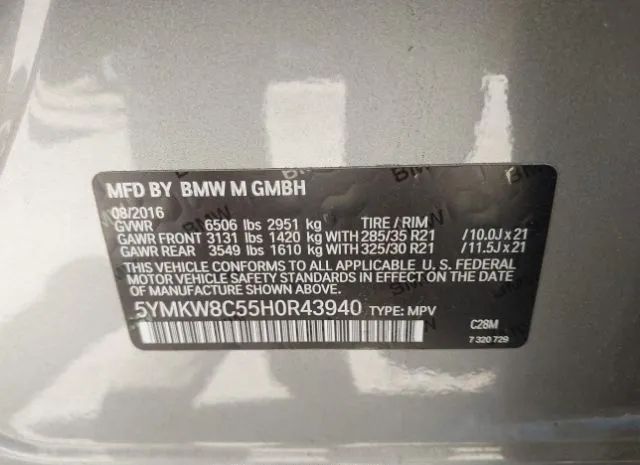 MFD BY BMW M GMBH
08/2016
GVWR 6506 lbs 2951 kg TIRE / RIM
GAWR FRONT 3131 lbs 1420 kg WITH 285/35 R21 /10.0J x 21
GAWR REAR 3549 lbs 1610 kg WITH 325/30 R21 /11.5J x 21
THIS VEHICLE CONFORMS TO ALL APPLICABLE U. S. FEDERAL
MOTOR VEHICLE SAFETY STANDARDS IN EFFECT ON THE DATE OF
MANUFACTURE SHOWN ABOVE.
5YMKW8C55H0R43940 TYPE: MPV
C28M
7 320 729